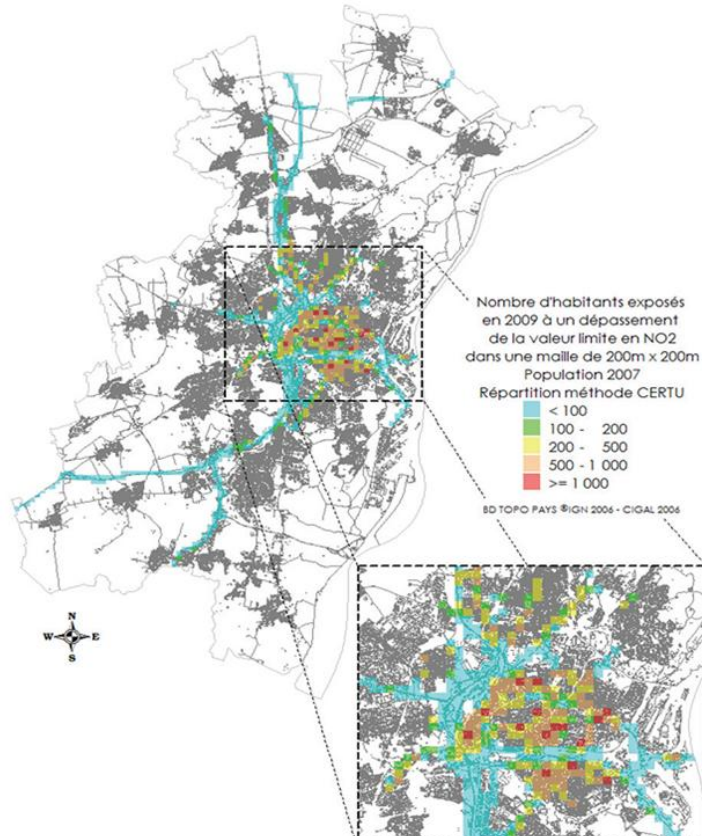 Nombre d'habitants exposés
en 2009 à un dépassement
de la valeur limite en NO2
dans une maille de 200m x 200m
Population 2007
Répartition méthode CERTU
< 100
100 - 200
200 - 500
500 - 1 000
>= 1 000
BD TOPO PAYS ®IGN 2006 - CIGAL 2006
N
W E
S